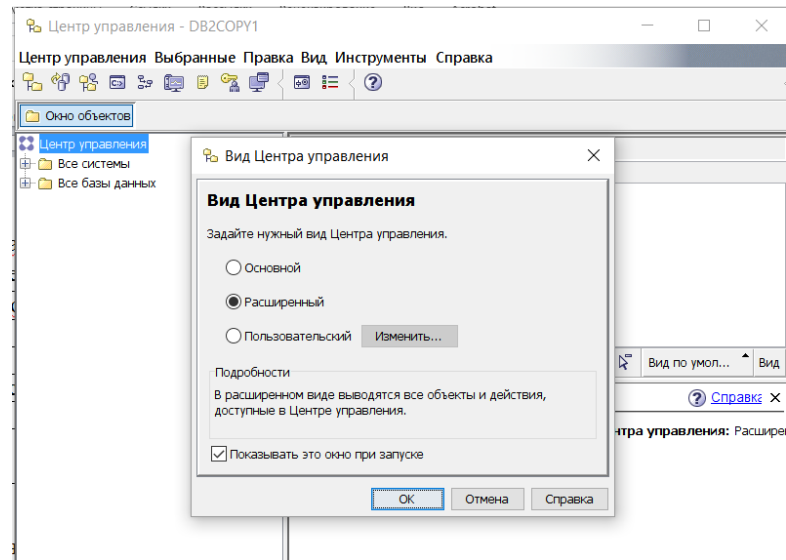 Центр управления - DB2COPY1
Центр управления Выбранные Правка Вид Инструменты Справка
Окно объектов
Центр управления
Все системы
Все базы данных
Вид Центра управления
Вид Центра управления
Задайте нужный вид Центра управления.
Основной
Расширенный
Пользовательский Изменить...
Подробности
В расширенном виде выводятся все объекты и действия,
доступные в Центре управления.
Показывать это окно при запуске
ОК Отмена Справка
Вид по умол... Вид
Справка
нтра управления: Расшире